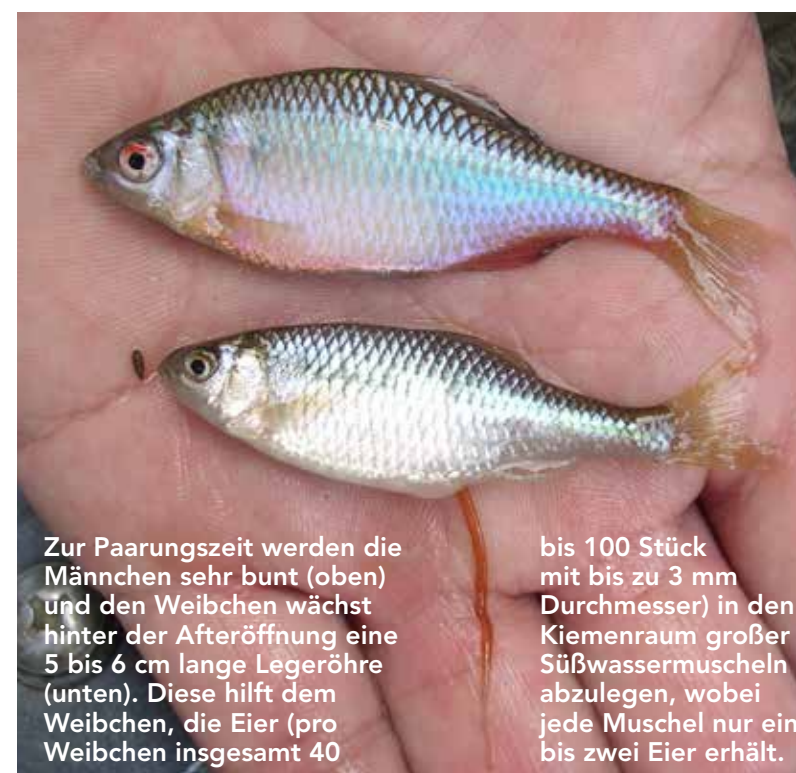 Zur Paarungszeit werden die
Männchen sehr bunt (oben)
und den Weibchen wächst
hinter der Afteröffnung eine
5 bis 6 cm lange Legeröhre
(unten). Diese hilft dem
Weibchen, die Eier (pro
Weibchen insgesamt 40
bis 100 Stück
mit bis zu 3 mm
Durchmesser) in den
Kiemenraum großer
Süßwassermuscheln
abzulegen, wobei
jede Muschel nur ein
bis zwei Eier erhält.